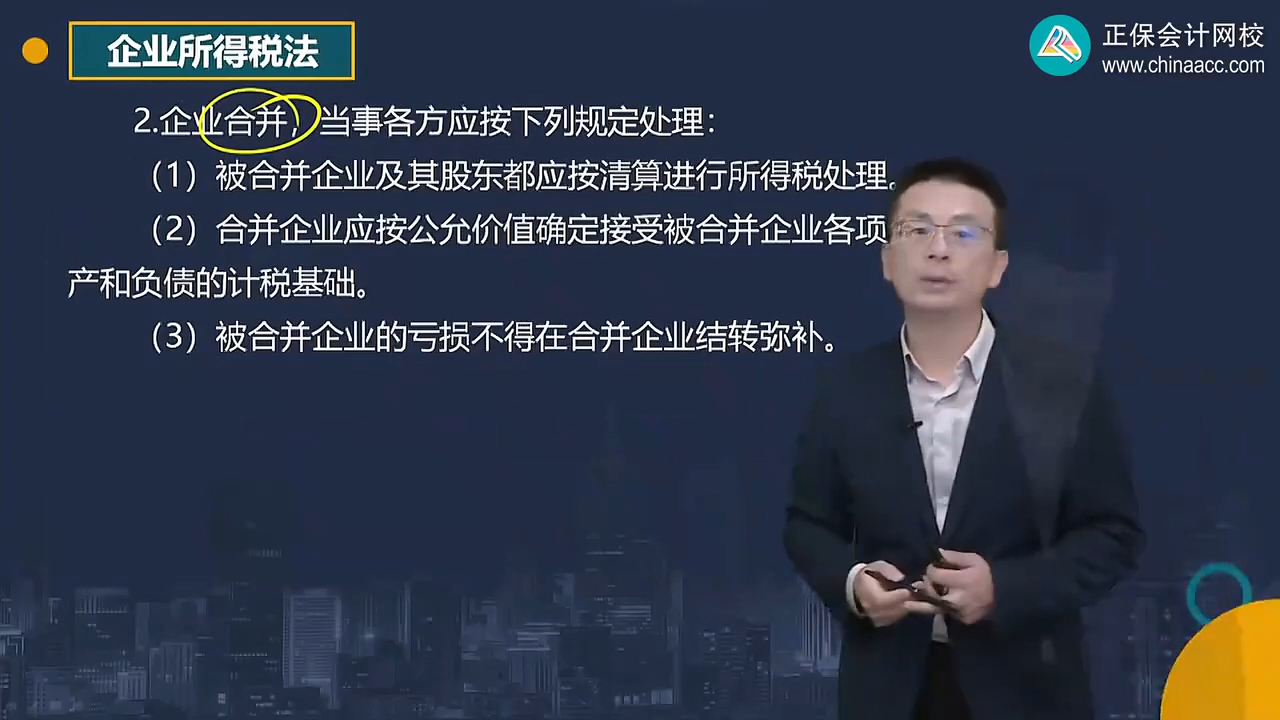 企业所得税法
正保会计网校
www.chinaacc.com
2.企业合并，当事各方应按下列规定处理：
（1）被合并企业及其股东都应按清算进行所得税处理。
（2）合并企业应按公允价值确定接受被合并企业各项
产和负债的计税基础。
（3）被合并企业的亏损不得在合并企业结转弥补。